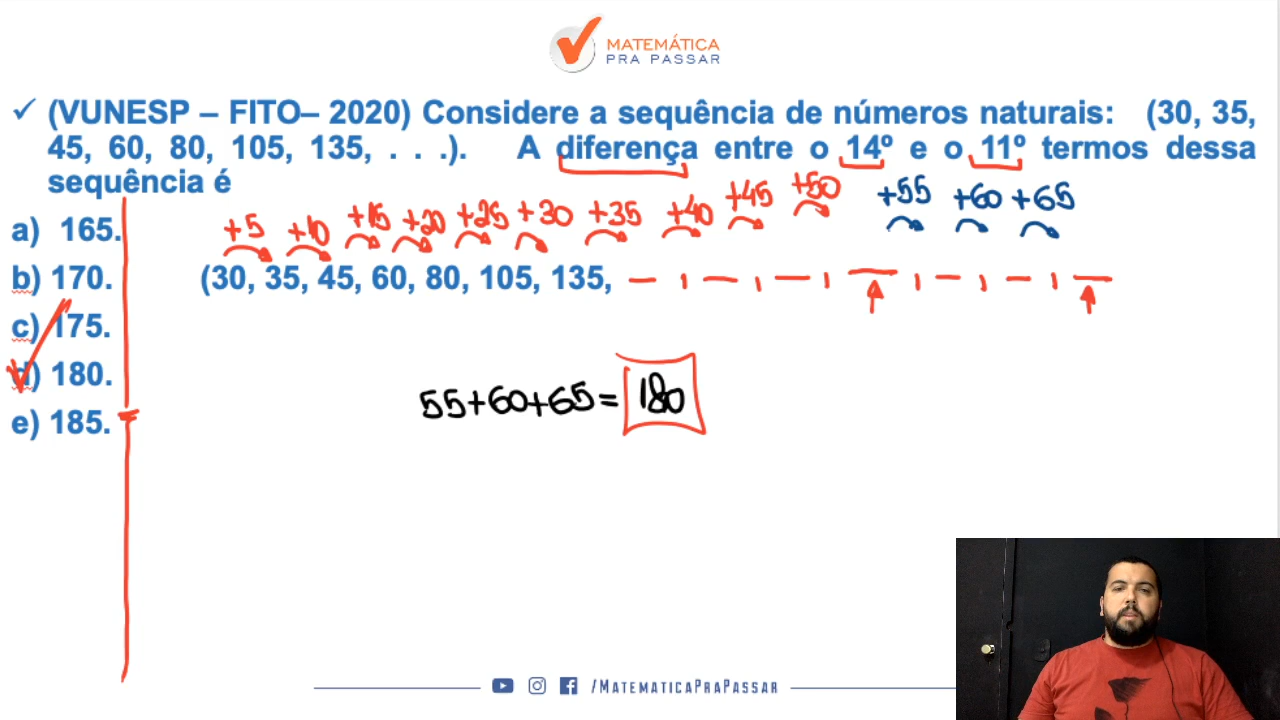 MATEMÁTICA
PRA PASSAR
✓ (VUNESP – FITO– 2020) Considere a sequência de números naturais: (30, 35,
45, 60, 80, 105, 135, . . .). A diferença entre o 14º e o 11º termos dessa
sequência é
+5 +10 +15 +20 +25 +30 +35 +40 +45 +50 +55 +60 +65
a) 165.
b) 170.
(30, 35, 45, 60, 80, 105, 135,
c) 175.
d) 180.
55+60+65= 180
e) 185.
/MATEMATICAPRAPASSAR